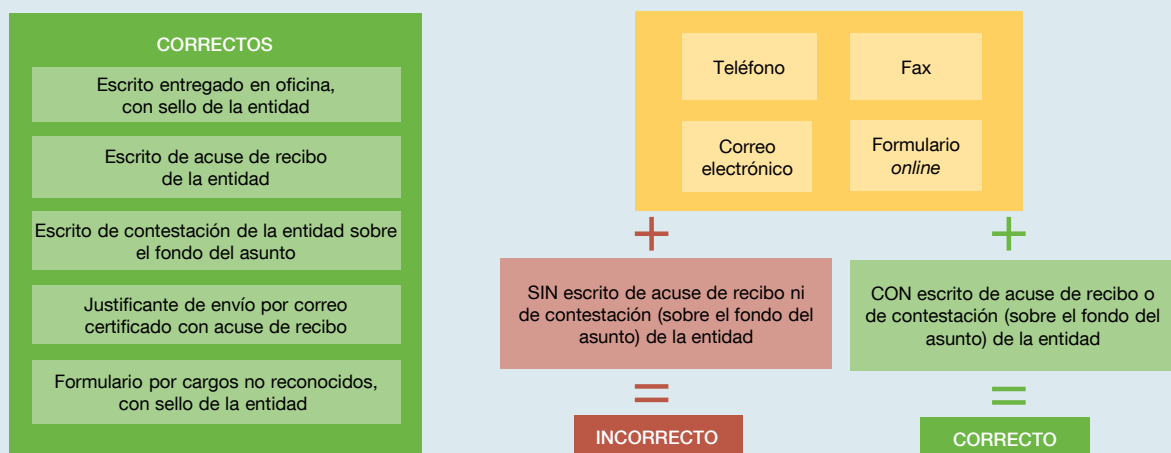 CORRECTOS
Escrito entregado en oficina,
con sello de la entidad
Escrito de acuse de recibo
de la entidad
Escrito de contestación de la entidad sobre
el fondo del asunto
Justificante de envío por correo
certificado con acuse de recibo
Formulario por cargos no reconocidos,
con sello de la entidad
Teléfono
Fax
Correo
electrónico
Formulario
online
+
+
SIN escrito de acuse de recibo ni
de contestación (sobre el fondo del
asunto) de la entidad
CON escrito de acuse de recibo o
de contestación (sobre el fondo del
asunto) de la entidad
=
=
INCORRECTO
CORRECTO